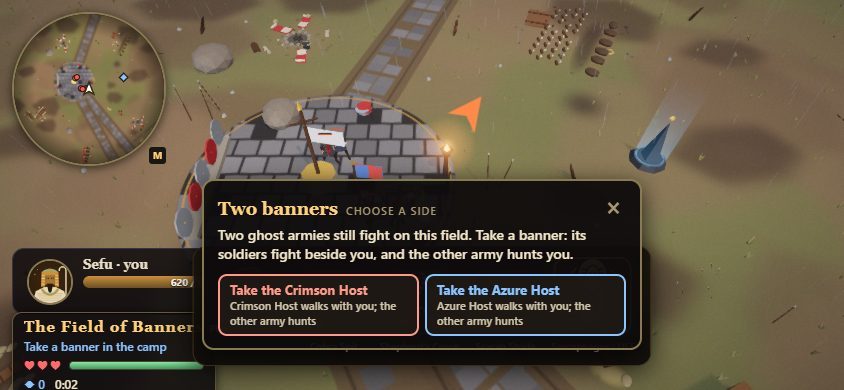 M
Two banners CHOOSE A SIDE
Two ghost armies still fight on this field. Take a banner: its
soldiers fight beside you, and the other army hunts you.
Take the Crimson Host
Crimson Host walks with you; the
other army hunts
Take the Azure Host
Azure Host walks with you; the
other army hunts
Sefu · you
620
The Field of Banner
Take a banner in the camp
0 0:02